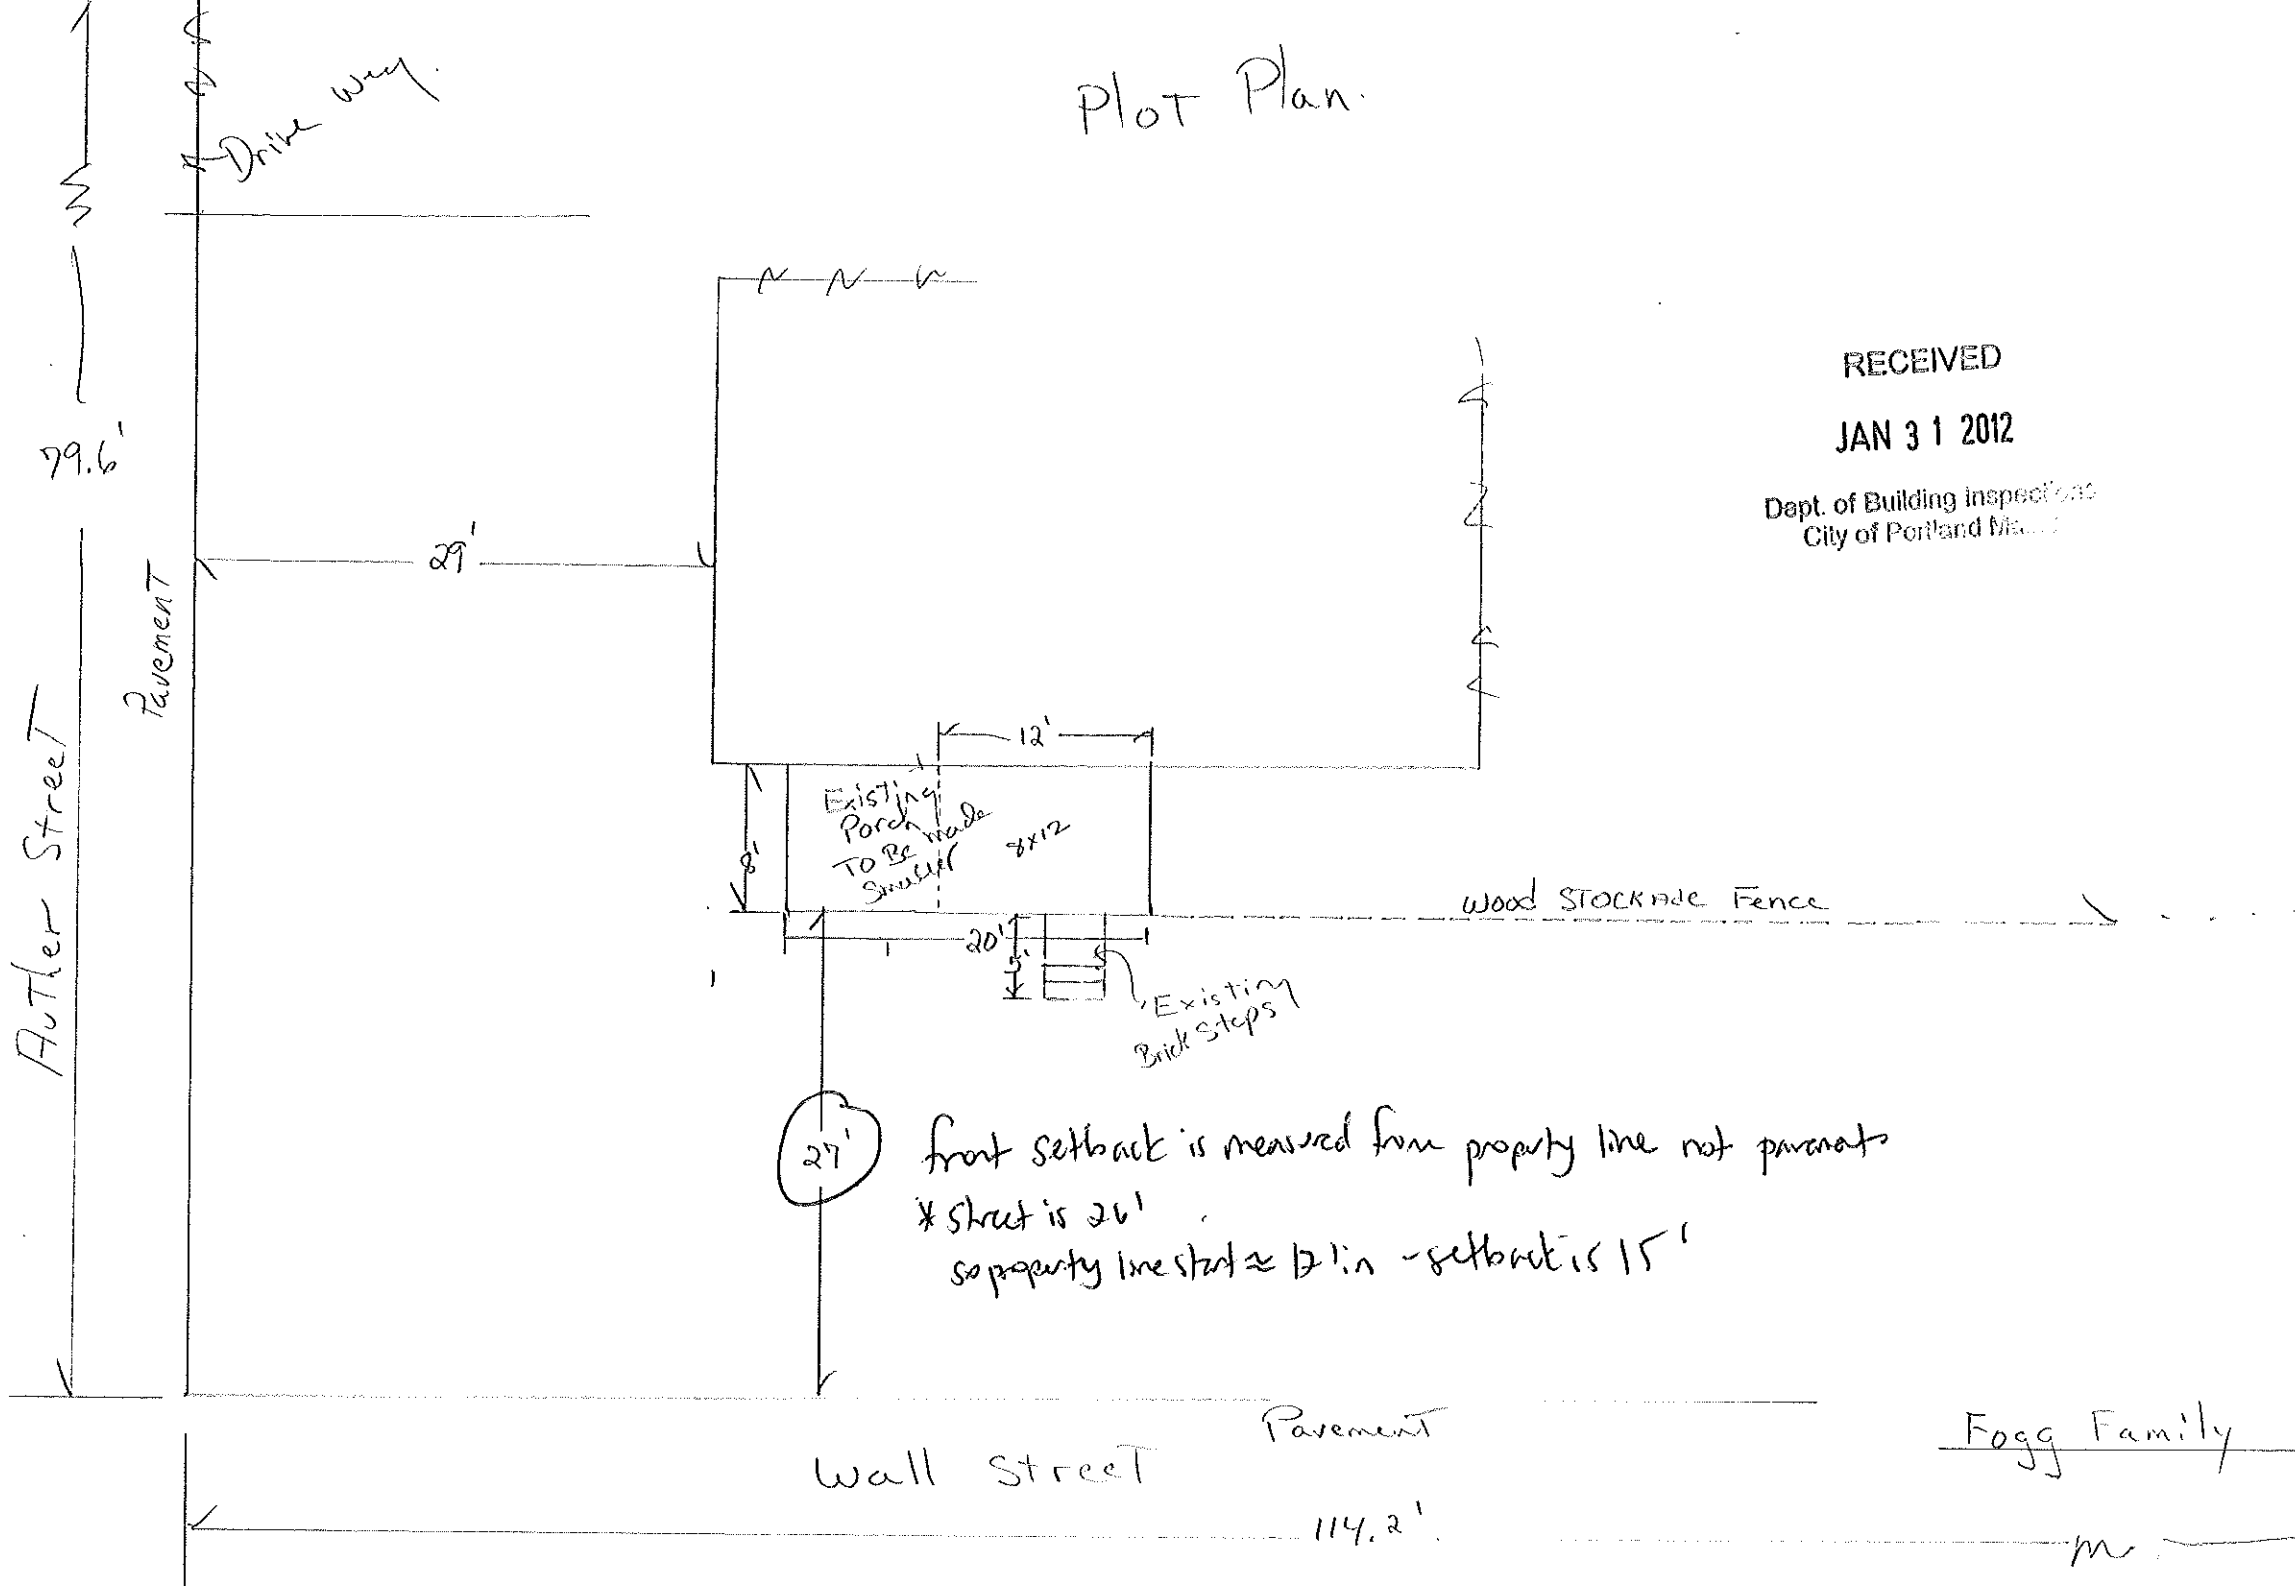 Plot Plan.
Drive way.
RECEIVED
JAN 31 2012
Dapt. of Building Inspections
City of Portland
79.6'
29'
Pavement
Auther Street
12'
8'
Existing
Porch
To Be made
Smaller
8x12
Wood STOCKADE Fence
20'
5'
Existing
Brick Steps
27'
front setback is measured from property line not pavement
* street is 26'
so property line start ≈ 12' in - setback is 15'
Pavement
Wall Street
Fogg Family
114.2'